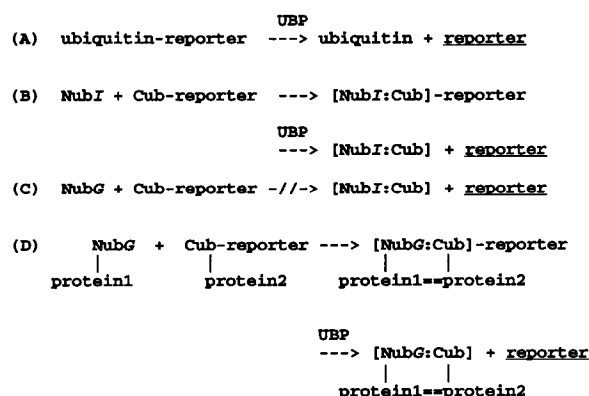 UBP
(A) ubiquitin-reporter ---> ubiquitin + reporter
(B) NubI + Cub-reporter ---> [NubI:Cub]-reporter
UBP
---> [NubI:Cub] + reporter
(C) NubG + Cub-reporter -//-> [NubI:Cub] + reporter
(D) NubG + Cub-reporter ---> [NubG:Cub]-reporter
| | | |
protein1 protein2 protein1==protein2
UBP
---> [NubG:Cub] + reporter
| |
protein1==protein2